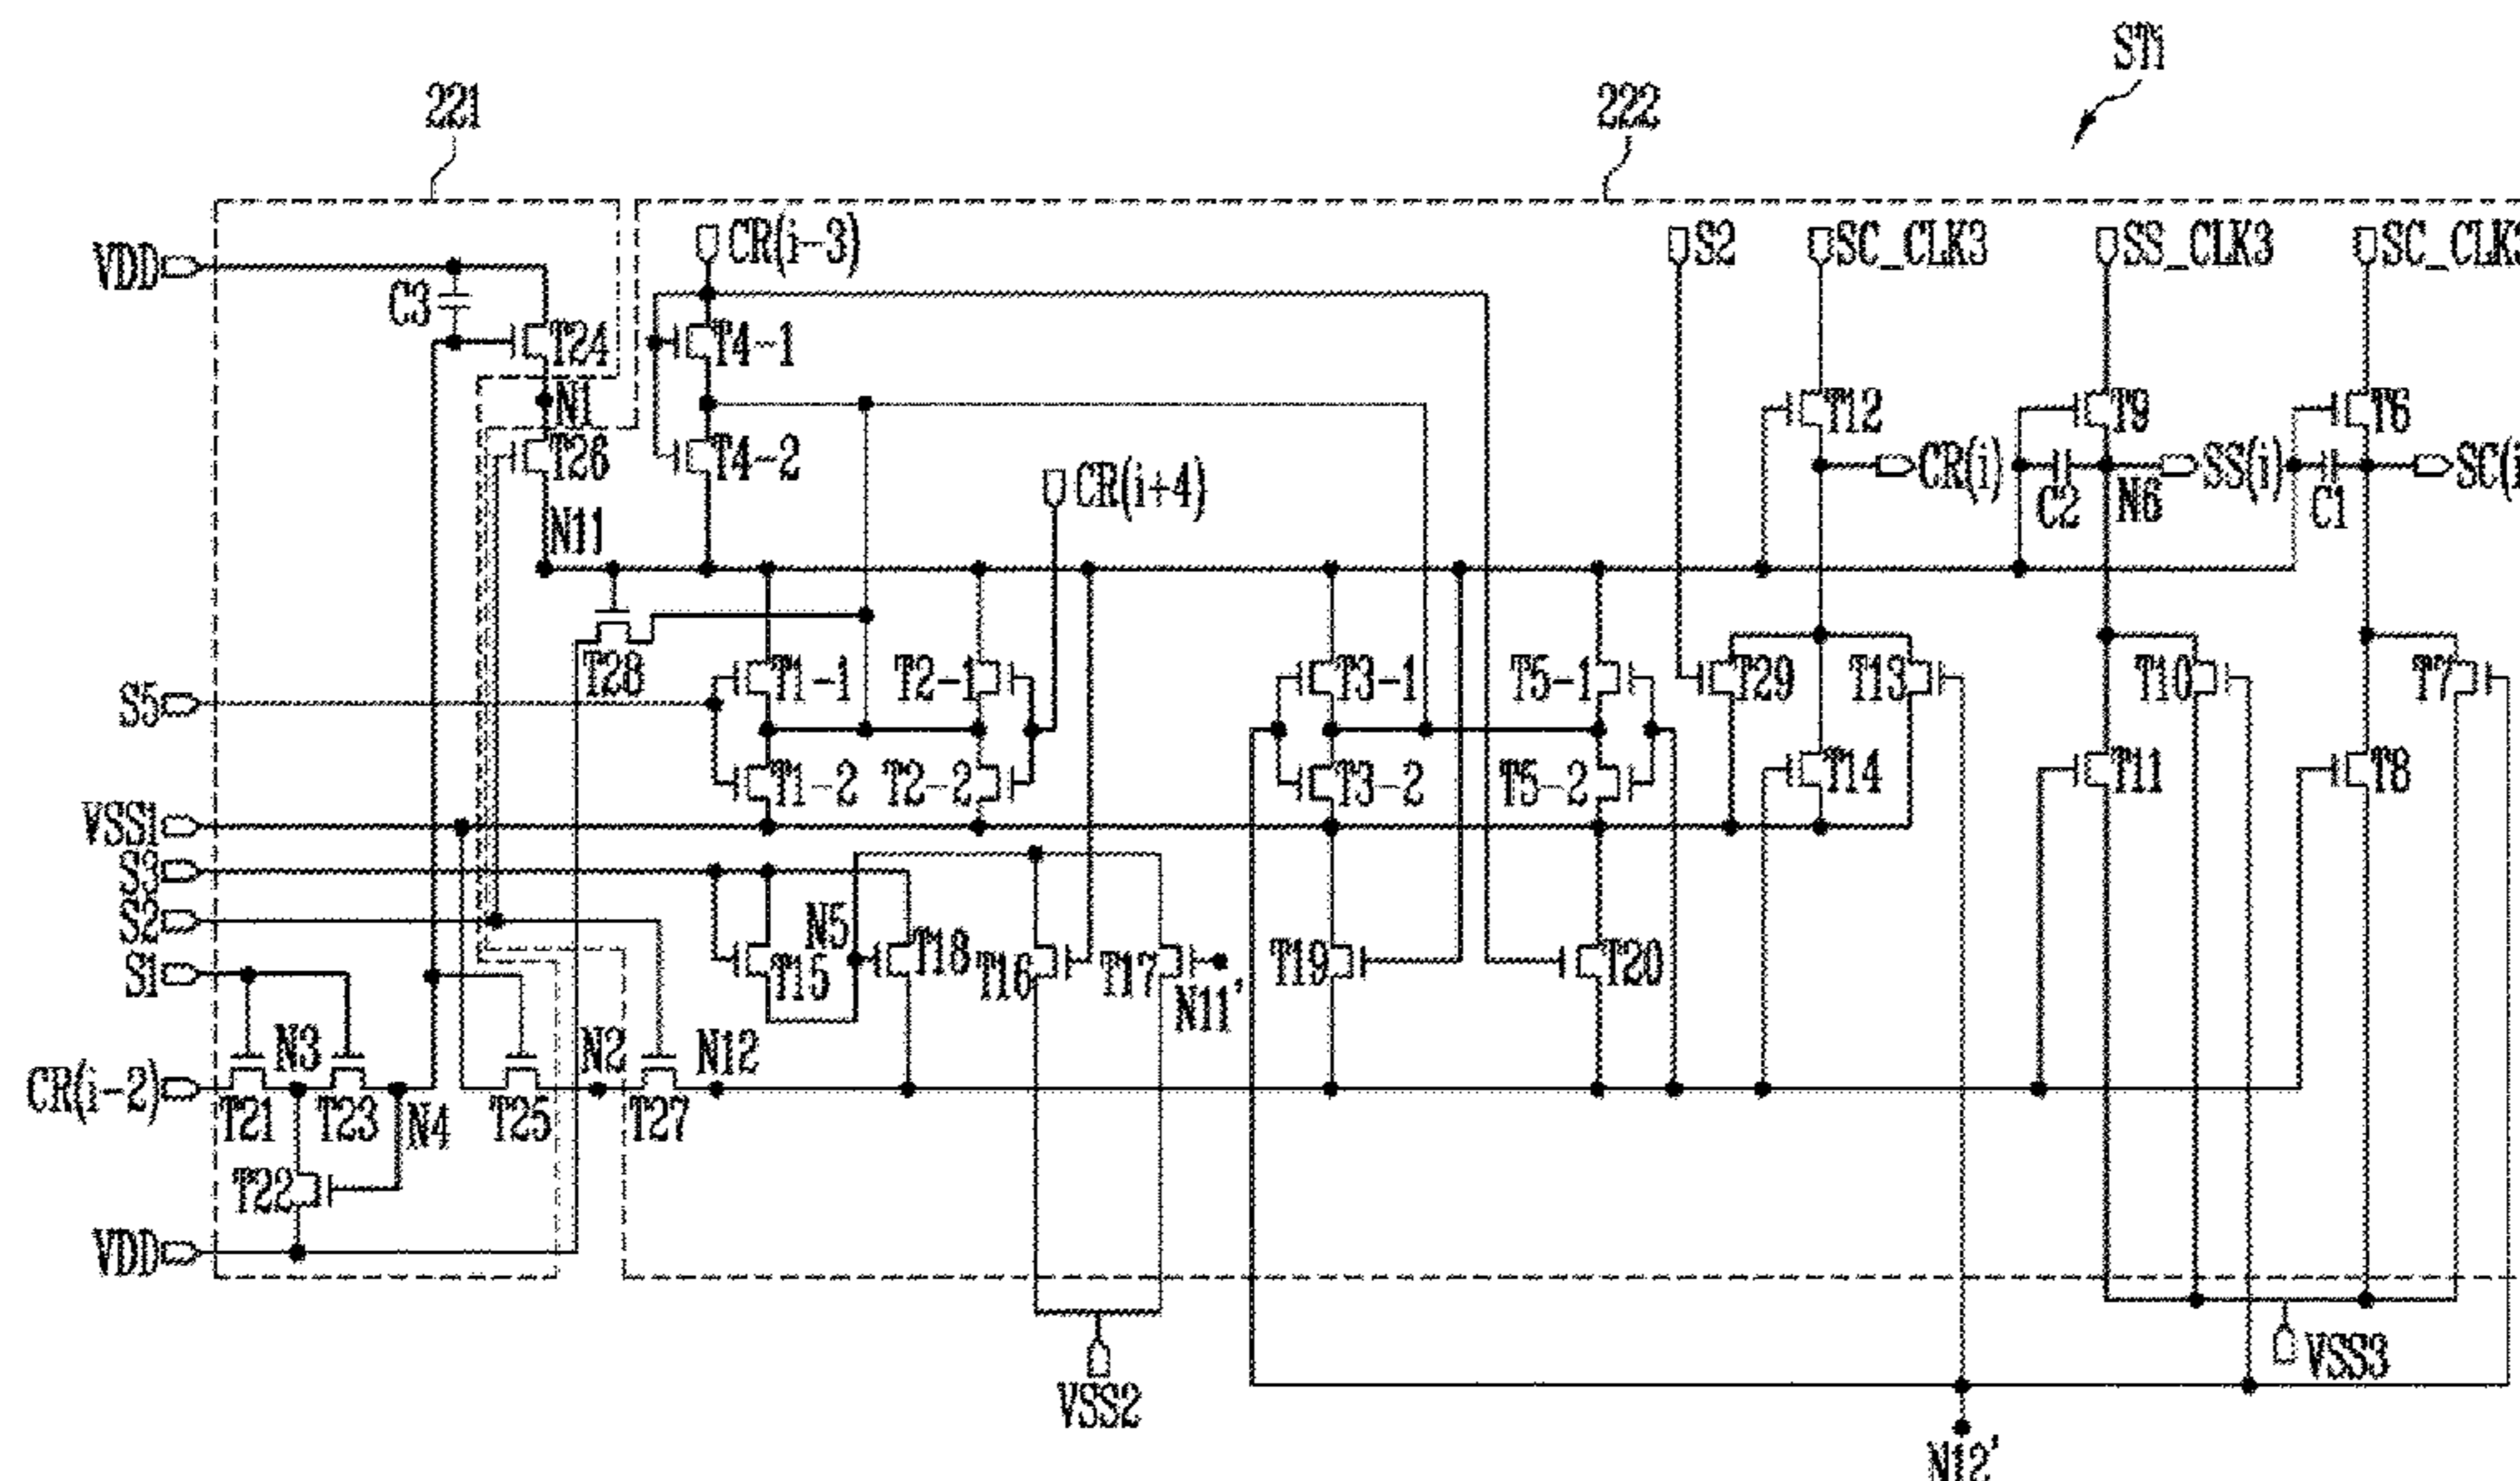 STi
221
222
VDD
CR(i-3)
S2
SC_CLK3
SS_CLK3
C3
T24
T4-1
N1
T12
T9
T6
T26
T4-2
CR(i+4)
CR(i)
C2
N6
SS(i)
C1
N11
T28
T1-1
T2-1
T3-1
T5-1
T29
T13
T10
T7
S5
T1-2
T2-2
T3-2
T5-2
T14
T11
T8
VSS1
S3
S2
S1
N5
T15
T18
T16
T17
N11'
T19
T20
CR(i-2)
T21
N3
T23
N4
T25
N2
T27
N12
T22
VDD
VSS2
VSS3
N12'